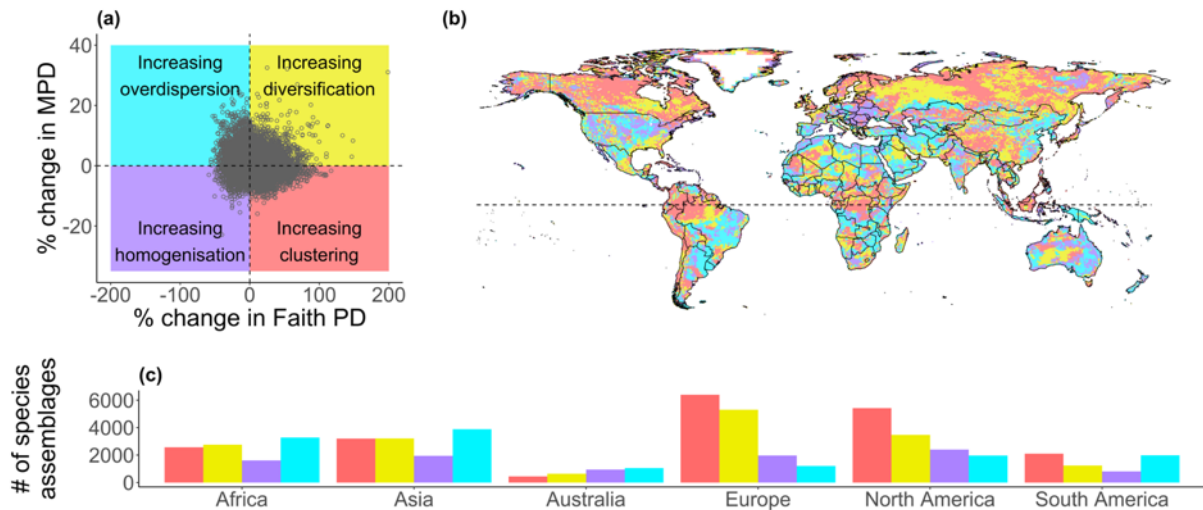 (a)
40
20
0
-20
% change in MPD
Increasing
overdispersion
Increasing
diversification
Increasing
homogenisation
Increasing
clustering
-200
-100
0
100
200
% change in Faith PD
(b)
(c)
# of species
assemblages
6000
4000
2000
0
Africa
Asia
Australia
Europe
North America
South America